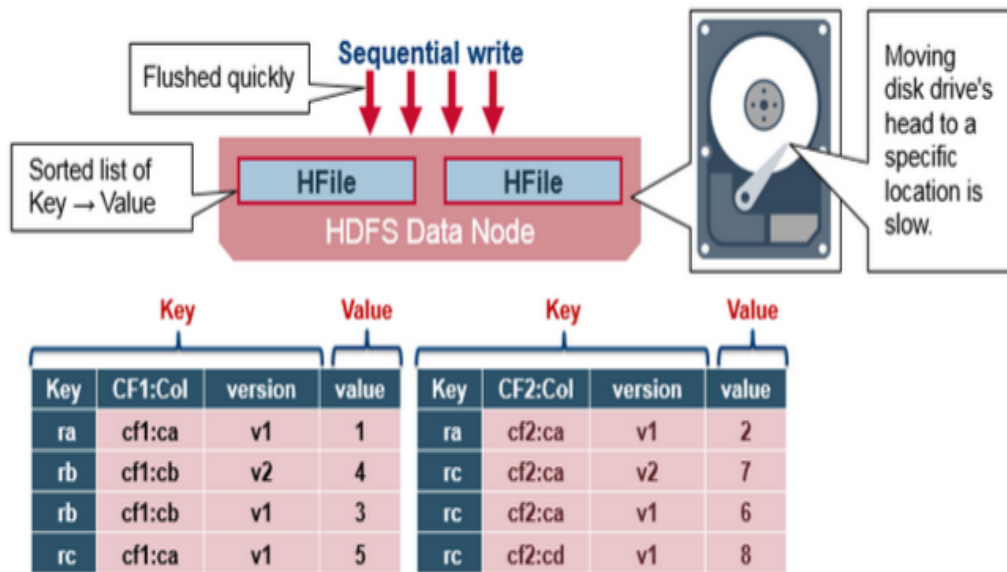 Sequential write
Flushed quickly
Sorted list of
Key → Value
HFile HFile
HDFS Data Node
Moving
disk drive's
head to a
specific
location is
slow.
Key Value Key Value
Key CF1:Col version value Key CF2:Col version value
ra cf1:ca v1 1 ra cf2:ca v1 2
rb cf1:cb v2 4 rc cf2:ca v2 7
rb cf1:cb v1 3 rc cf2:ca v1 6
rc cf1:ca v1 5 rc cf2:cd v1 8